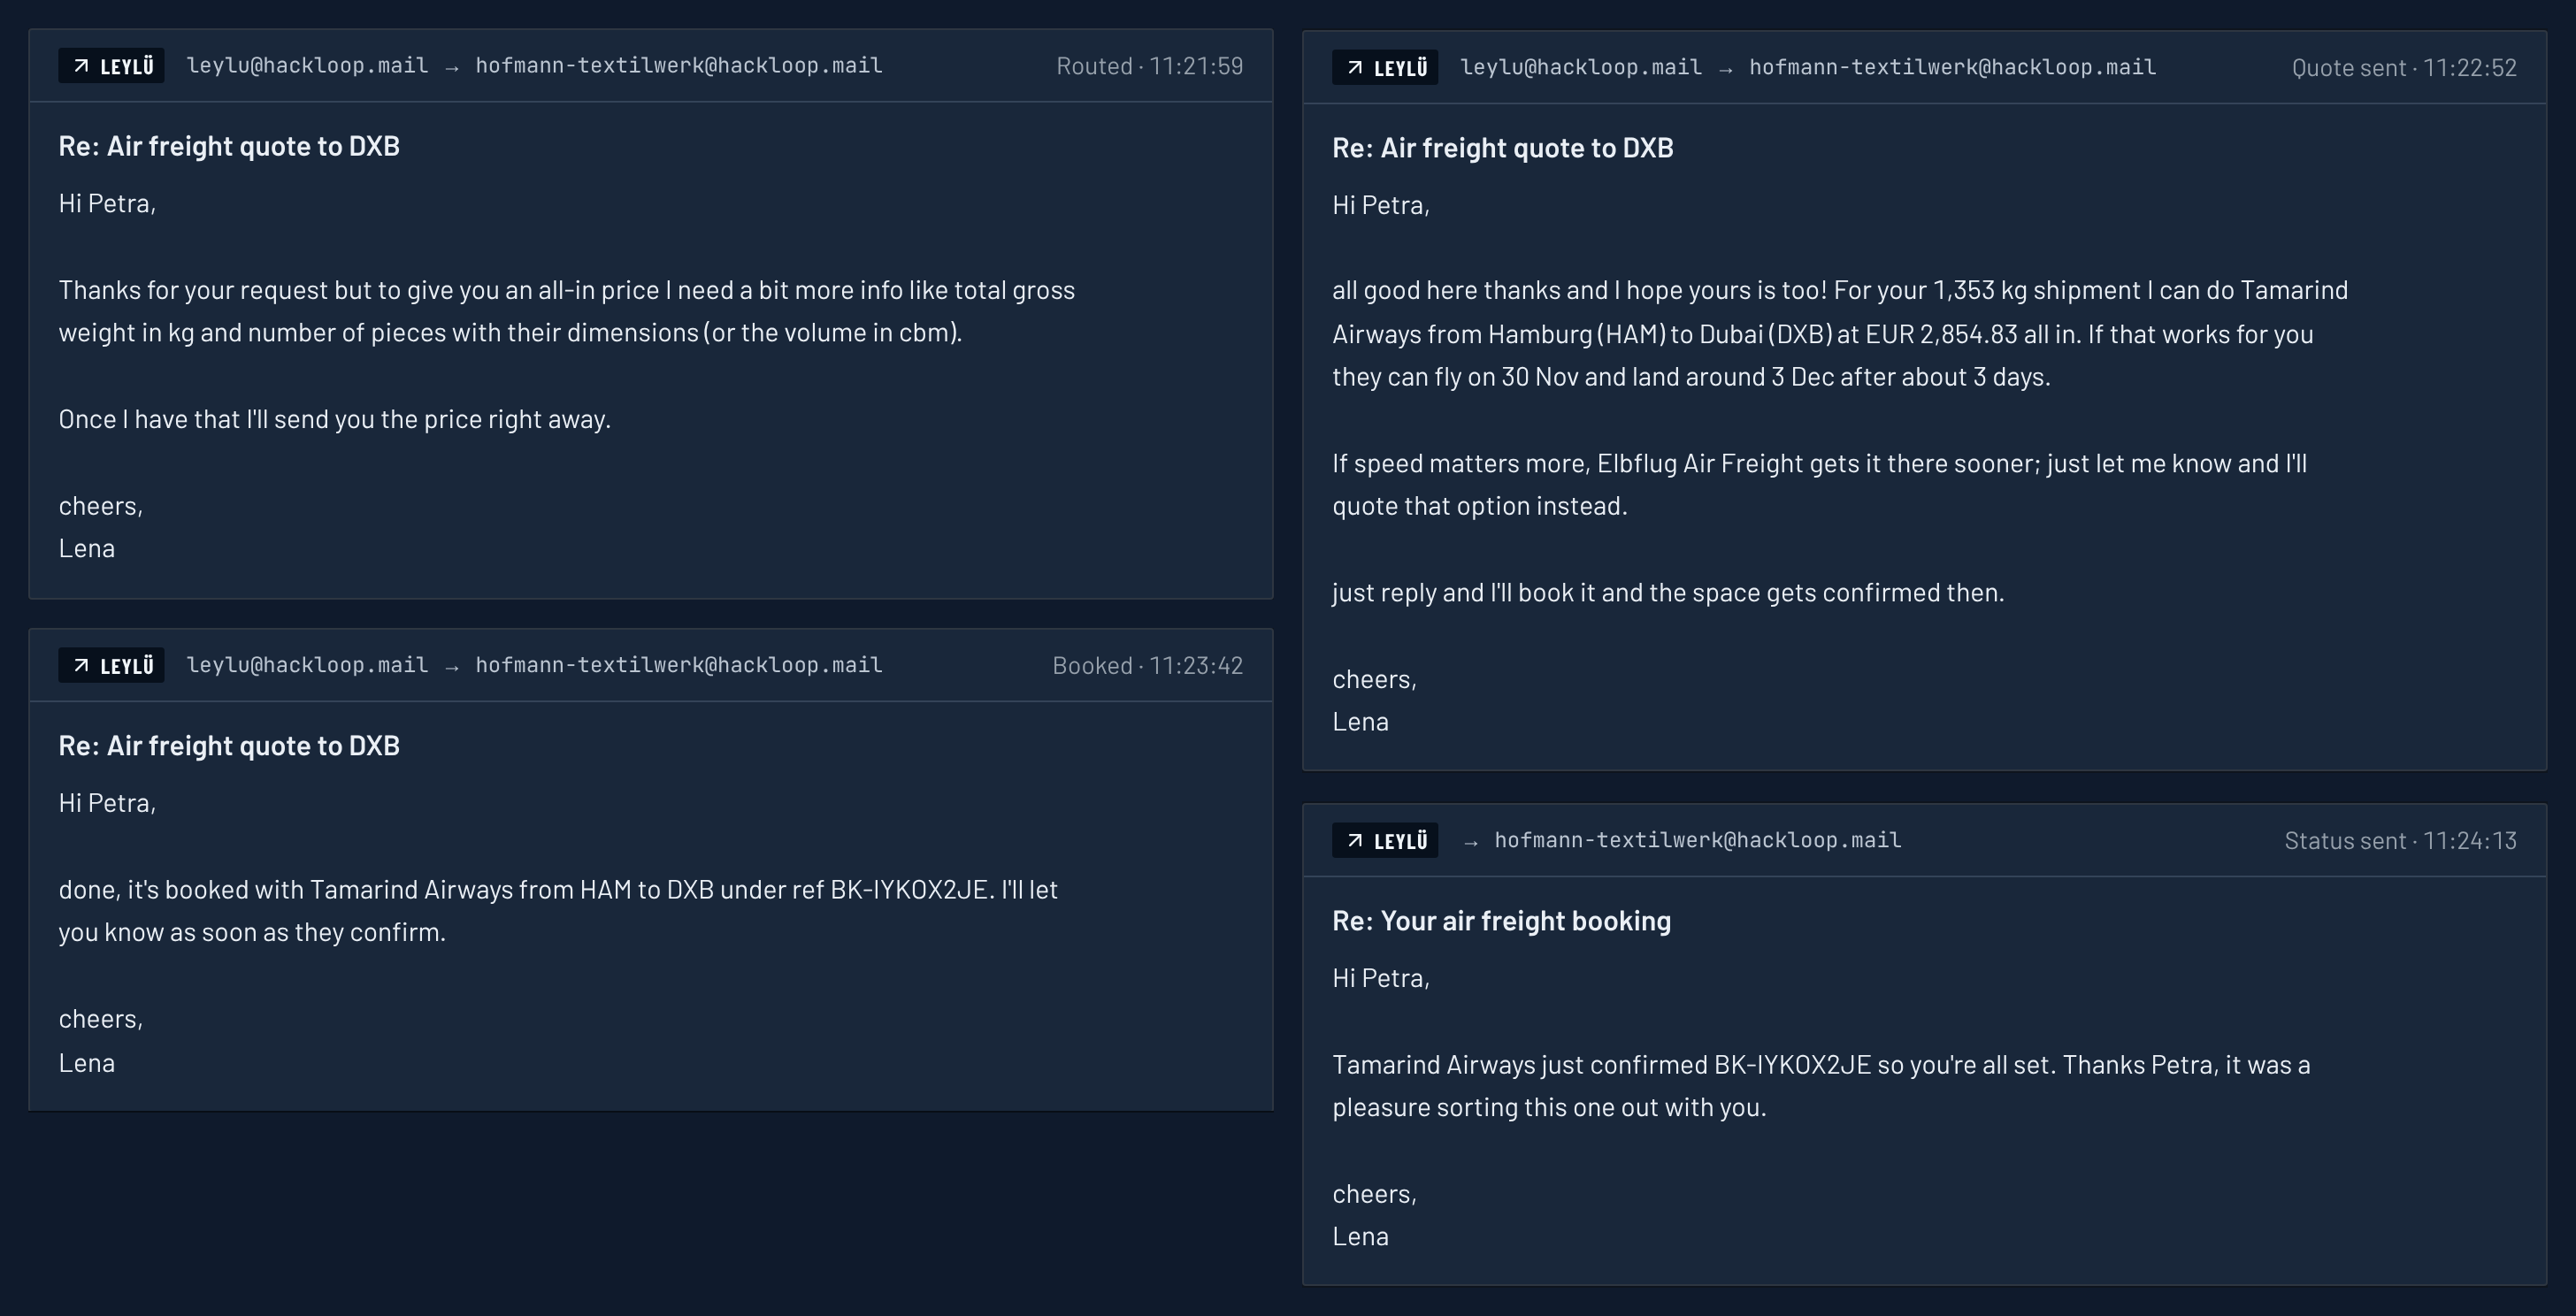 LEYLÜ leylu@hackloop.mail → hofmann-textilwerk@hackloop.mail Routed · 11:21:59
Re: Air freight quote to DXB
Hi Petra,
Thanks for your request but to give you an all-in price I need a bit more info like total gross
weight in kg and number of pieces with their dimensions (or the volume in cbm).
Once I have that I'll send you the price right away.
cheers,
Lena
LEYLÜ leylu@hackloop.mail → hofmann-textilwerk@hackloop.mail Quote sent · 11:22:52
Re: Air freight quote to DXB
Hi Petra,
all good here thanks and I hope yours is too! For your 1,353 kg shipment I can do Tamarind
Airways from Hamburg (HAM) to Dubai (DXB) at EUR 2,854.83 all in. If that works for you
they can fly on 30 Nov and land around 3 Dec after about 3 days.
If speed matters more, Elbflug Air Freight gets it there sooner; just let me know and I'll
quote that option instead.
just reply and I'll book it and the space gets confirmed then.
cheers,
Lena
LEYLÜ leylu@hackloop.mail → hofmann-textilwerk@hackloop.mail Booked · 11:23:42
Re: Air freight quote to DXB
Hi Petra,
done, it's booked with Tamarind Airways from HAM to DXB under ref BK-IYKOX2JE. I'll let
you know as soon as they confirm.
cheers,
Lena
LEYLÜ → hofmann-textilwerk@hackloop.mail Status sent · 11:24:13
Re: Your air freight booking
Hi Petra,
Tamarind Airways just confirmed BK-IYKOX2JE so you're all set. Thanks Petra, it was a
pleasure sorting this one out with you.
cheers,
Lena